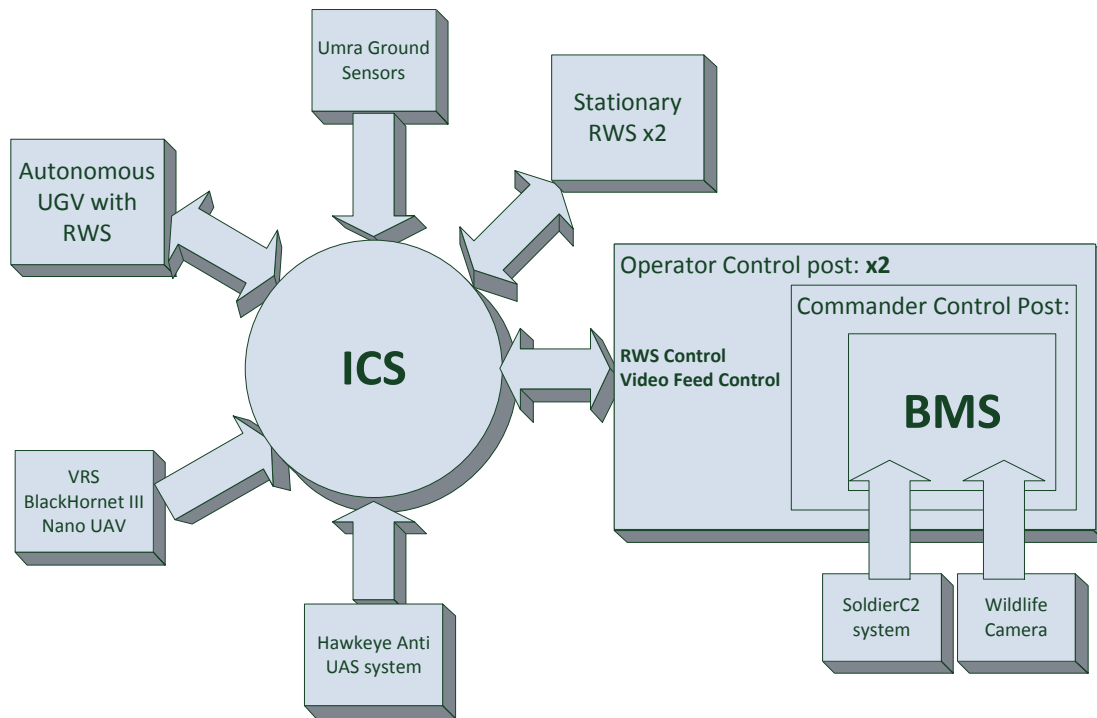 Umra Ground
Sensors
Stationary
RWS x2
Autonomous
UGV with
RWS
Operator Control post: x2
Commander Control Post:
ICS
RWS Control
Video Feed Control
BMS
VRS
BlackHornet III
Nano UAV
Hawkeye Anti
UAS system
SoldierC2
system
Wildlife
Camera